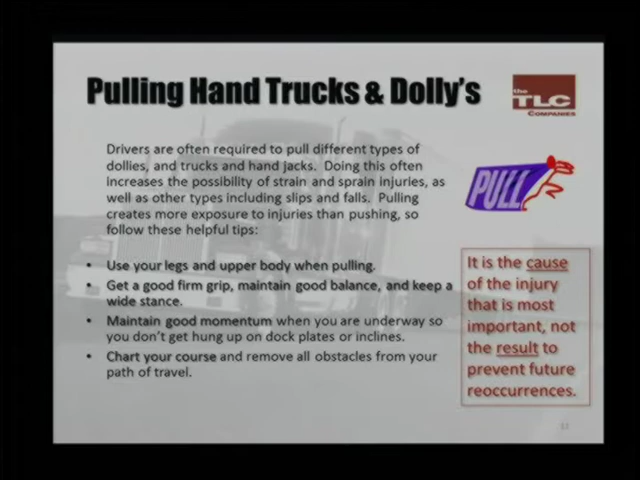 Pulling Hand Trucks & Dolly's
the
TLC
COMPANIES
Drivers are often required to pull different types of
dollies, and trucks and hand jacks. Doing this often
increases the possibility of strain and sprain injuries, as
well as other types including slips and falls. Pulling
creates more exposure to injuries than pushing, so
follow these helpful tips:
PULL
• Use your legs and upper body when pulling.
• Get a good firm grip, maintain good balance, and keep a
wide stance.
• Maintain good momentum when you are underway so
you don't get hung up on dock plates or inclines.
• Chart your course and remove all obstacles from your
path of travel.
It is the cause
of the injury
that is most
important, not
the result to
prevent future
reoccurrences.